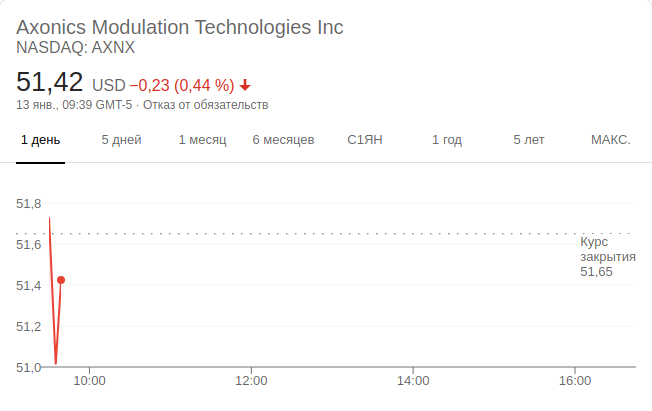 Axonics Modulation Technologies Inc
NASDAQ: AXNX
51,42 USD −0,23 (0,44 %)
13 янв., 09:39 GMT-5 · Отказ от обязательств
1 день 5 дней 1 месяц 6 месяцев С1ЯН 1 год 5 лет МАКС.
51,8
51,6
51,4
51,2
51,0
Курс
закрытия
51,65
10:00 12:00 14:00 16:00